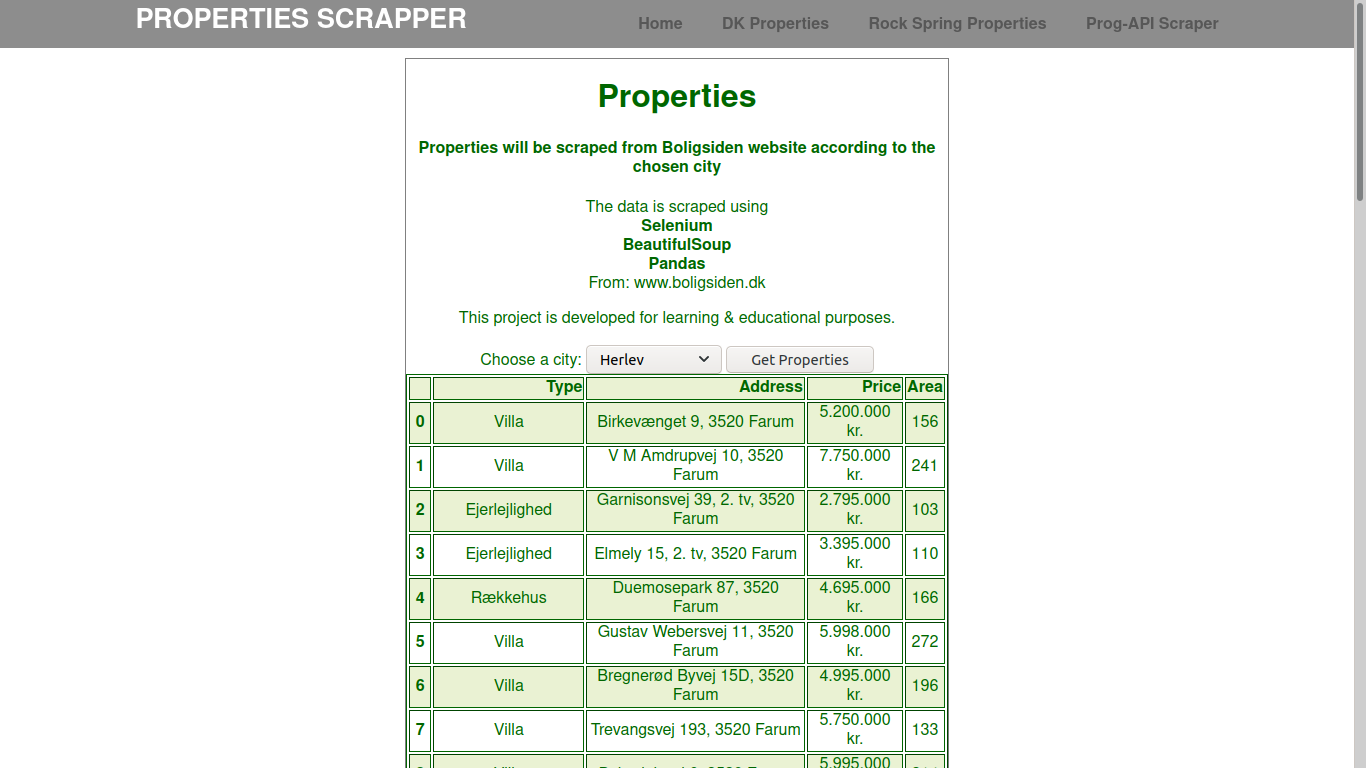 PROPERTIES SCRAPPER
Home DK Properties Rock Spring Properties Prog-API Scraper
Properties
Properties will be scraped from Boligsiden website according to the
chosen city
The data is scraped using
Selenium
BeautifulSoup
Pandas
From: www.boligsiden.dk
This project is developed for learning & educational purposes.
Choose a city: Herlev Get Properties
Type Address Price Area
0 Villa Birkevænget 9, 3520 Farum 5.200.000 kr. 156
1 Villa V M Amdrupvej 10, 3520 Farum 7.750.000 kr. 241
2 Ejerlejlighed Garnisonsvej 39, 2. tv, 3520 Farum 2.795.000 kr. 103
3 Ejerlejlighed Elmely 15, 2. tv, 3520 Farum 3.395.000 kr. 110
4 Rækkehus Duemosepark 87, 3520 Farum 4.695.000 kr. 166
5 Villa Gustav Webersvej 11, 3520 Farum 5.998.000 kr. 272
6 Villa Bregnerød Byvej 15D, 3520 Farum 4.995.000 kr. 196
7 Villa Trevangsvej 193, 3520 Farum 5.750.000 kr. 133
5.995.000